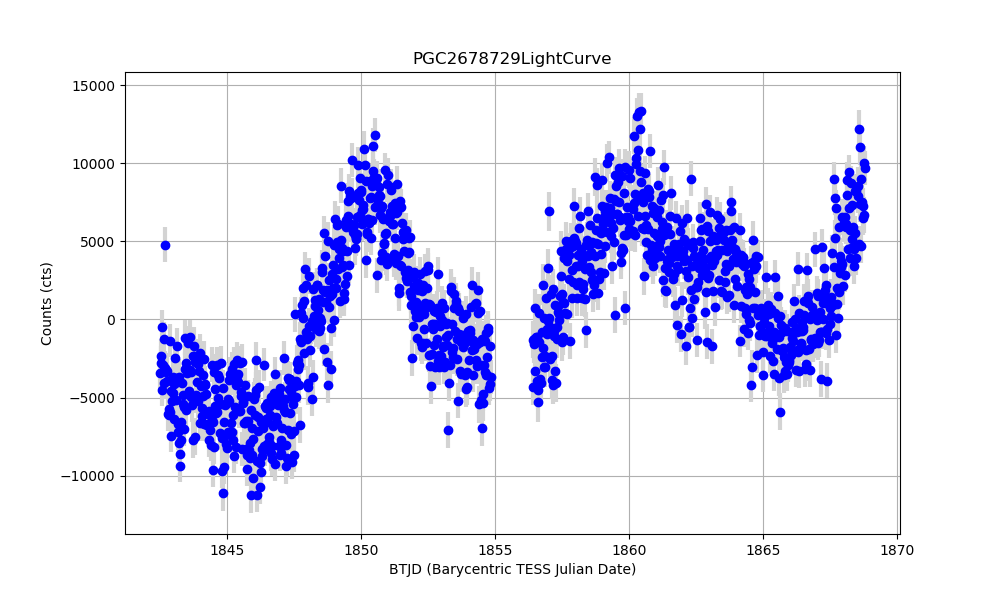 PGC2678729LightCurve
15000
10000
5000
0
−5000
−10000
Counts (cts)
1845 1850 1855 1860 1865 1870
BTJD (Barycentric TESS Julian Date)